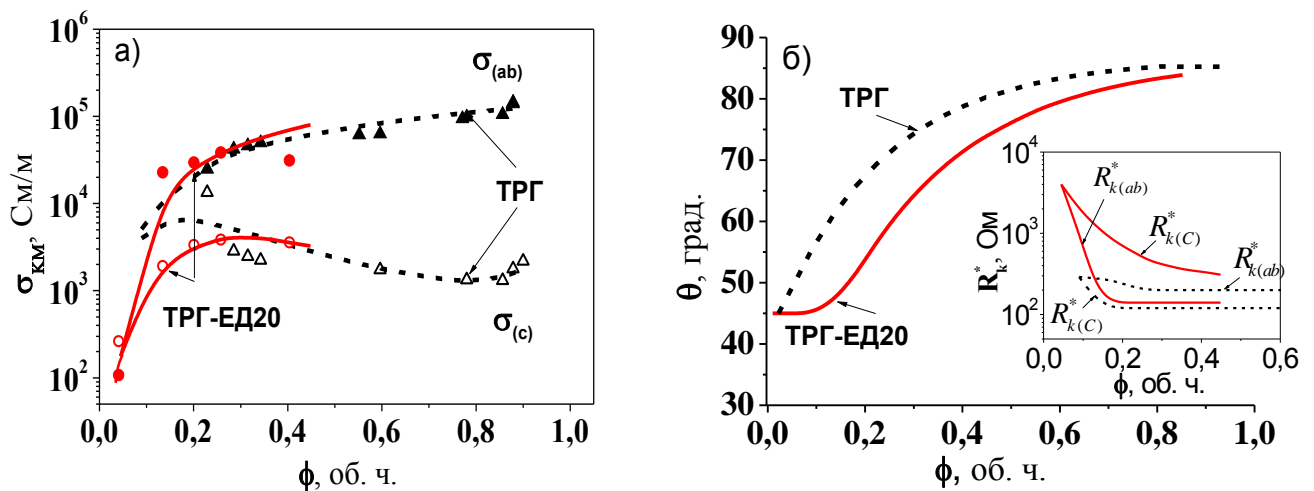 а)
σкм, См/м
10^6
10^5
10^4
10^3
10^2
σ(ab)
ТРГ
ТРГ-ЕД20
σ(c)
0,0 0,2 0,4 0,6 0,8 1,0
ϕ, об. ч.
б)
θ, град.
90
80
70
60
50
40
30
ТРГ
ТРГ-ЕД20
0,0 0,2 0,4 0,6 0,8 1,0
ϕ, об. ч.
R*k, Ом
10^4
10^3
10^2
R*k(ab)
R*k(C)
R*k(ab)
R*k(C)
0,0 0,2 0,4 0,6
ϕ, об. ч.